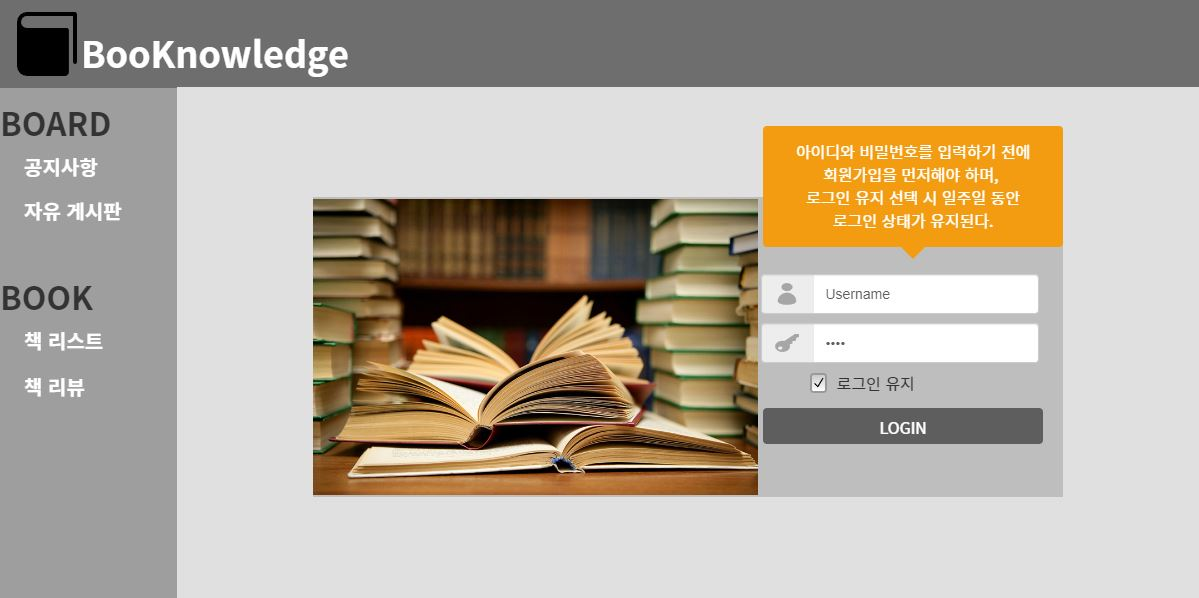 BooKnowledge
BOARD
공지사항
자유 게시판
BOOK
책 리스트
책 리뷰
아이디와 비밀번호를 입력하기 전에
회원가입을 먼저해야 하며,
로그인 유지 선택 시 일주일 동안
로그인 상태가 유지된다.
Username
••••
로그인 유지
LOGIN